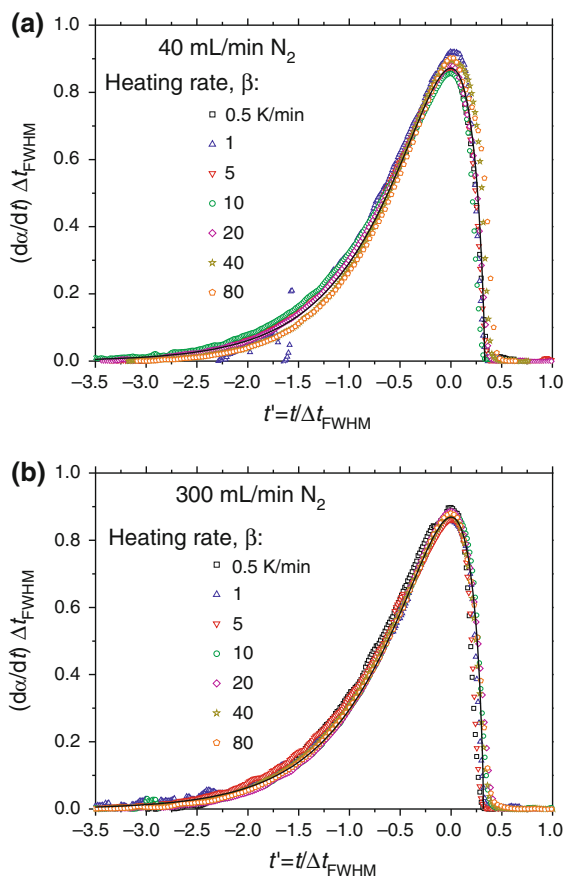 (a)
40 mL/min N₂
Heating rate, β:
0.5 K/min
1
5
10
20
40
80
(dα/dt) Δt_FWHM
1.0
0.8
0.6
0.4
0.2
0.0
−3.5 −3.0 −2.5 −2.0 −1.5 −1.0 −0.5 0.0 0.5 1.0
t'=t/Δt_FWHM
(b)
300 mL/min N₂
Heating rate, β:
0.5 K/min
1
5
10
20
40
80
(dα/dt) Δt_FWHM
1.0
0.8
0.6
0.4
0.2
0.0
−3.5 −3.0 −2.5 −2.0 −1.5 −1.0 −0.5 0.0 0.5 1.0
t'=t/Δt_FWHM